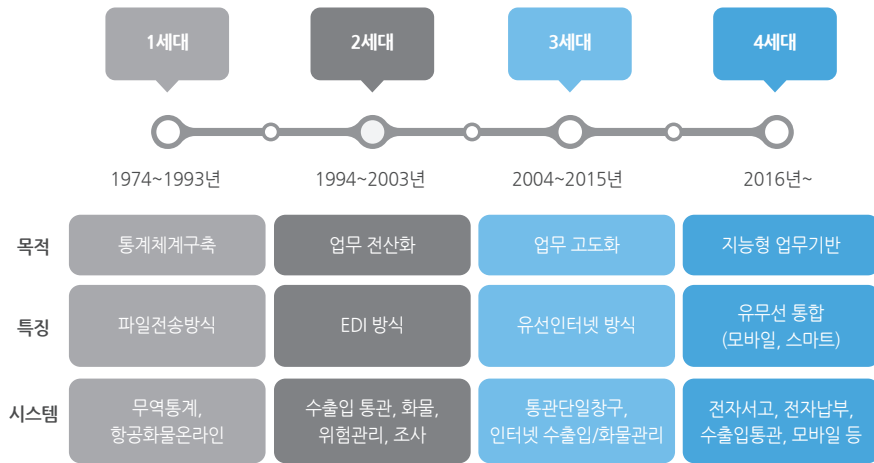 1세대
2세대
3세대
4세대
1974~1993년
1994~2003년
2004~2015년
2016년~
목적
통계체계구축
업무 전산화
업무 고도화
지능형 업무기반
특징
파일전송방식
EDI 방식
유선인터넷 방식
유무선 통합
(모바일, 스마트)
시스템
무역통계,
항공화물온라인
수출입 통관, 화물,
위험관리, 조사
통관단일창구,
인터넷 수출입/화물관리
전자서고, 전자납부,
수출입통관, 모바일 등